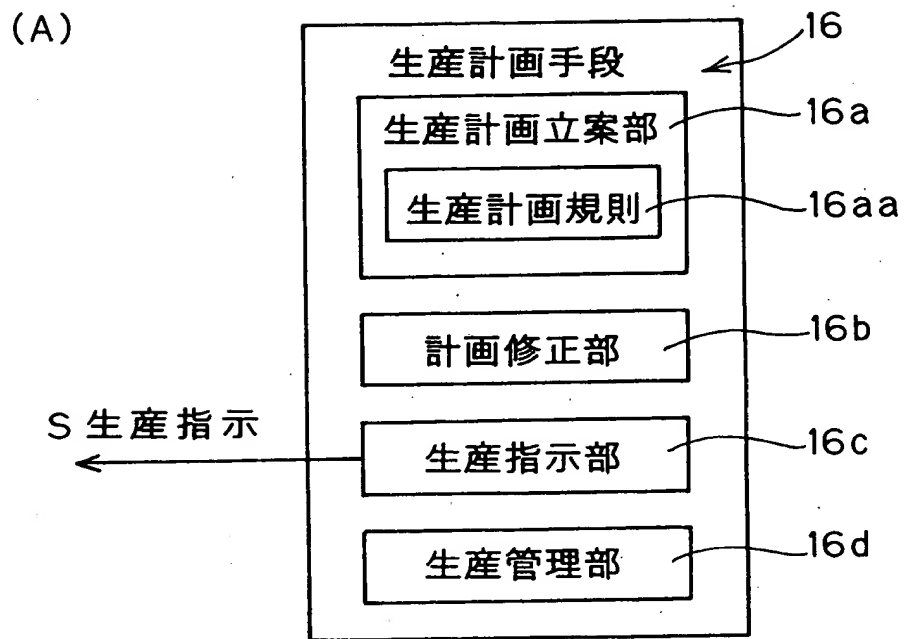 (A)
16
生産計画手段
生産計画立案部
16a
生産計画規則
16aa
計画修正部
16b
S 生産指示
生産指示部
16c
生産管理部
16d